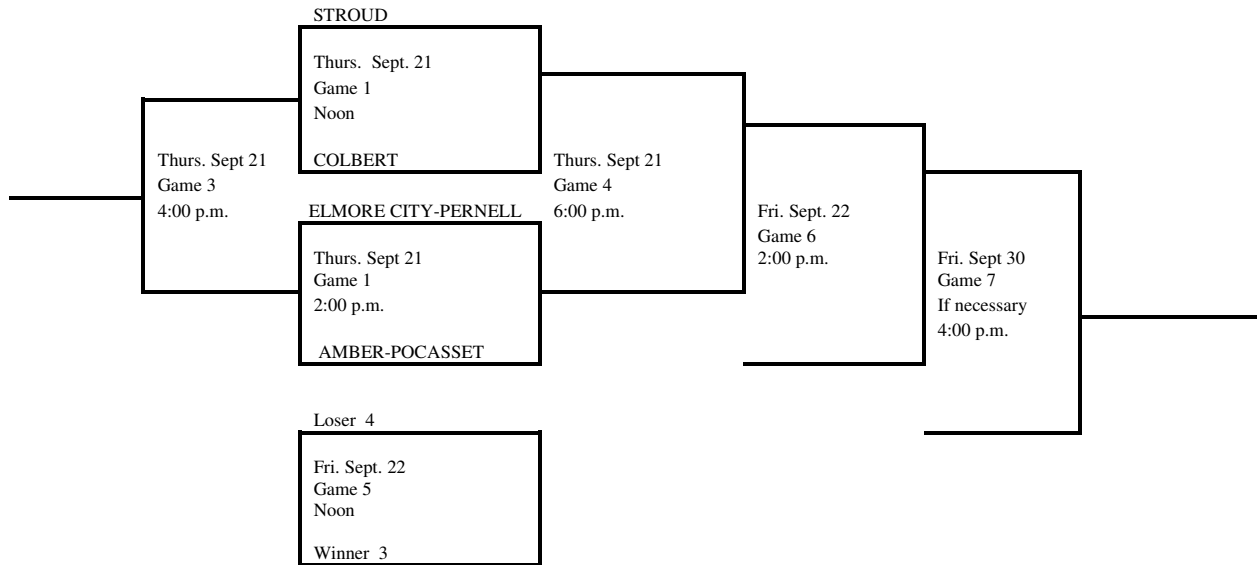 STROUD
Thurs.  Sept. 21
Game 1
Noon
COLBERT
Thurs. Sept 21
Game 3
4:00 p.m.
ELMORE CITY-PERNELL
Thurs. Sept 21
Game 1
2:00 p.m.
AMBER-POCASSET
Thurs. Sept 21
Game 4
6:00 p.m.
Fri. Sept. 22
Game 6
2:00 p.m.
Fri. Sept 30
Game 7
If necessary
4:00 p.m.
Loser  4
Fri. Sept. 22
Game 5
Noon
Winner  3